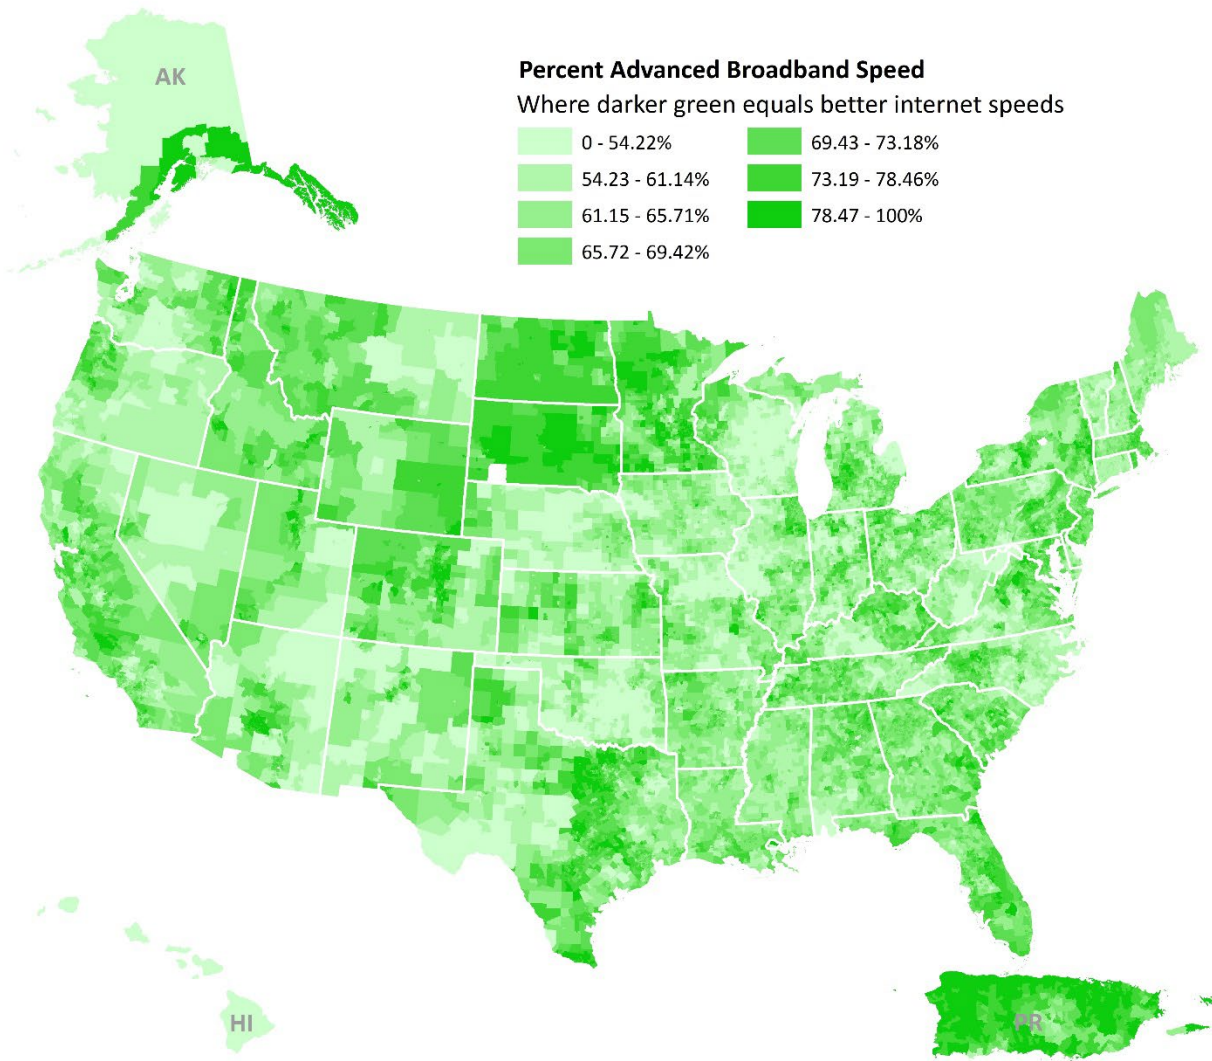 AK
Percent Advanced Broadband Speed
Where darker green equals better internet speeds
0 - 54.22%
54.23 - 61.14%
61.15 - 65.71%
65.72 - 69.42%
69.43 - 73.18%
73.19 - 78.46%
78.47 - 100%
HI
PR